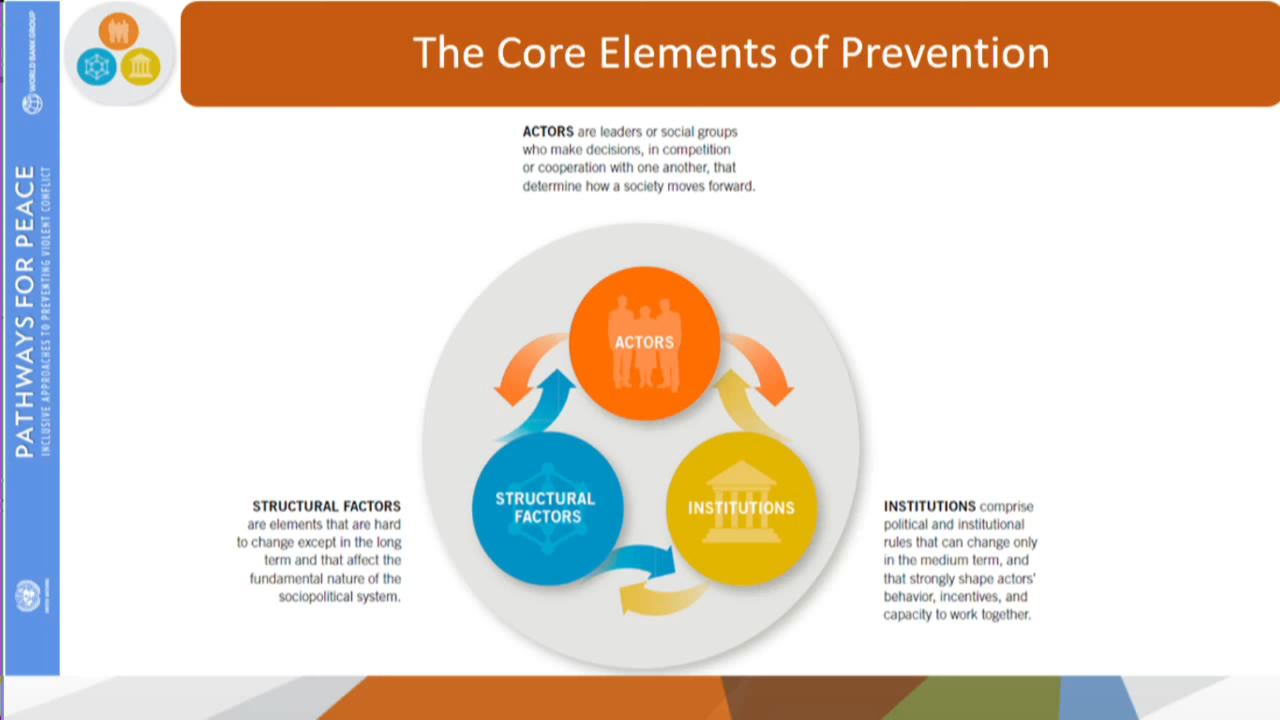 The Core Elements of Prevention
WORLD BANK GROUP
PATHWAYS FOR PEACE
INCLUSIVE APPROACHES TO PREVENTING VIOLENT CONFLICT
ACTORS are leaders or social groups
who make decisions, in competition
or cooperation with one another, that
determine how a society moves forward.
ACTORS
STRUCTURAL
FACTORS
INSTITUTIONS
STRUCTURAL FACTORS
are elements that are hard
to change except in the long
term and that affect the
fundamental nature of the
sociopolitical system.
INSTITUTIONS comprise
political and institutional
rules that can change only
in the medium term, and
that strongly shape actors'
behavior, incentives, and
capacity to work together.